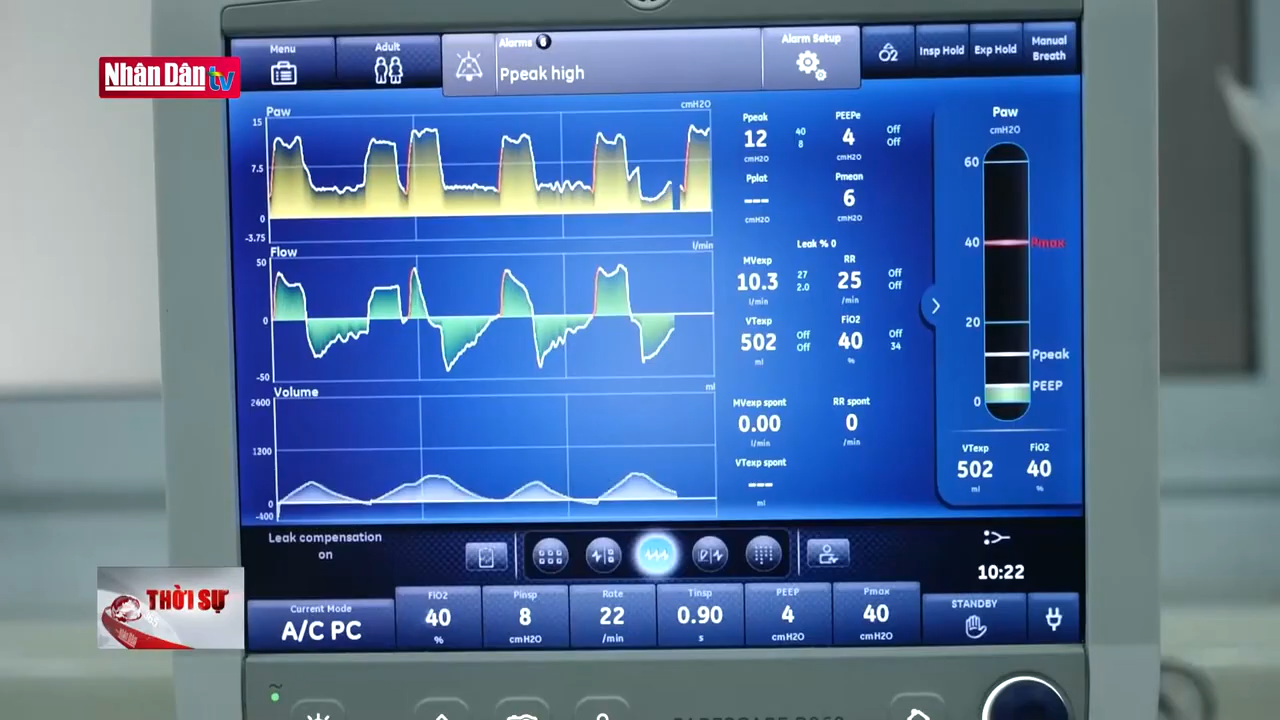 Nhân Dân tv
Menu
Adult
Alarms
Ppeak high
Alarm Setup
O2
Insp Hold
Exp Hold
Manual
Breath
Paw
cmH2O
15
7.5
0
-3.75
Flow
l/min
50
0
-50
Volume
ml
2600
1300
0
-400
Ppeak
12
cmH2O
40
8
PEEPe
4
cmH2O
Off
Off
Pplat
---
cmH2O
Pmean
6
cmH2O
Leak % 0
MVexp
10.3
l/min
27
2.0
RR
25
/min
Off
Off
VTexp
502
ml
Off
Off
FiO2
40
%
Off
34
MVexp spont
0.00
l/min
RR spont
0
/min
VTexp spont
---
ml
Paw
cmH2O
60
40
Pmax
20
Ppeak
PEEP
0
VTexp
502
ml
FiO2
40
%
Leak compensation
on
10:22
THỜI SỰ
Current Mode
A/C PC
FiO2
40
%
Pinsp
8
cmH2O
Rate
22
/min
Tinsp
0.90
s
PEEP
4
cmH2O
Pmax
40
cmH2O
STANDBY